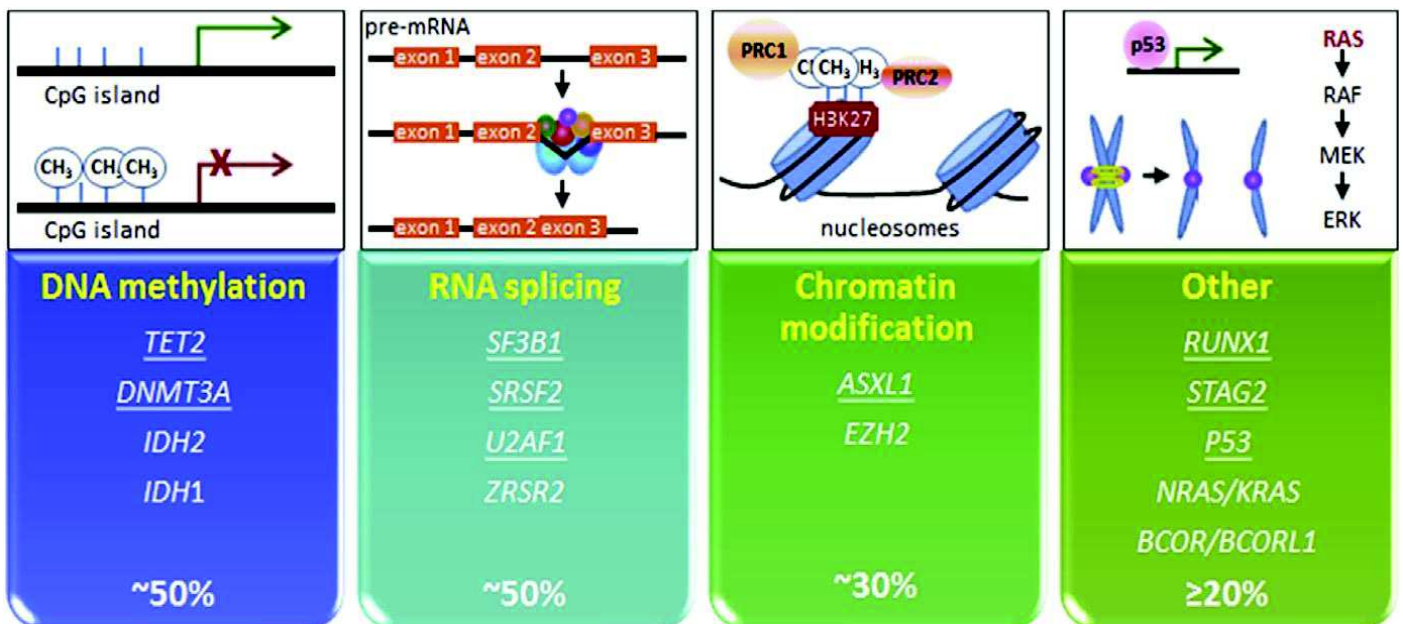 CpG island
CH₃ CH₃ CH₃
X
CpG island
DNA methylation
TET2
DNMT3A
IDH2
IDH1
~50%
pre-mRNA
exon 1 exon 2 exon 3
exon 1 exon 2 exon 3
exon 1 exon 2 exon 3
RNA splicing
SF3B1
SRSF2
U2AF1
ZRSR2
~50%
PRC1 C CH₃ H₃ PRC2
H3K27
nucleosomes
Chromatin
modification
ASXL1
EZH2
~30%
p53
RAS
RAF
MEK
ERK
Other
RUNX1
STAG2
P53
NRAS/KRAS
BCOR/BCORL1
≥20%